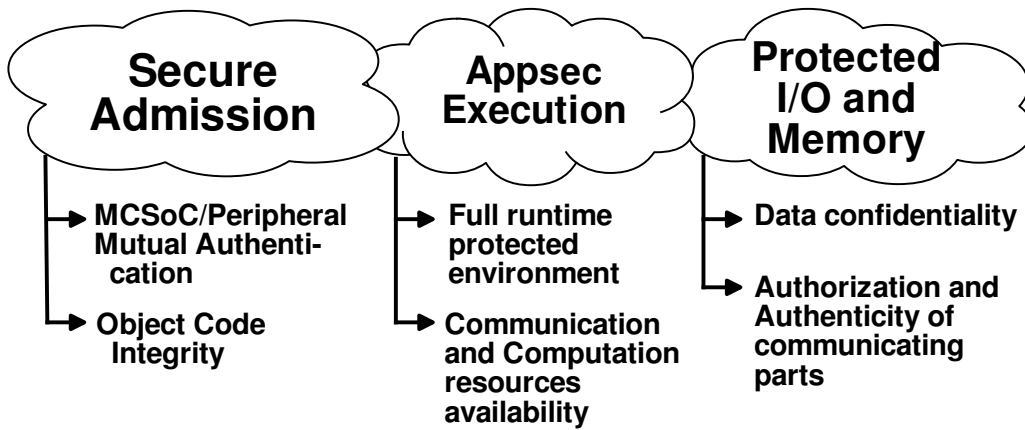 Secure
Admission
MCSoC/Peripheral
Mutual Authenti-
cation
Object Code
Integrity
Appsec
Execution
Full runtime
protected
environment
Communication
and Computation
resources
availability
Protected
I/O and
Memory
Data confidentiality
Authorization and
Authenticity of
communicating
parts